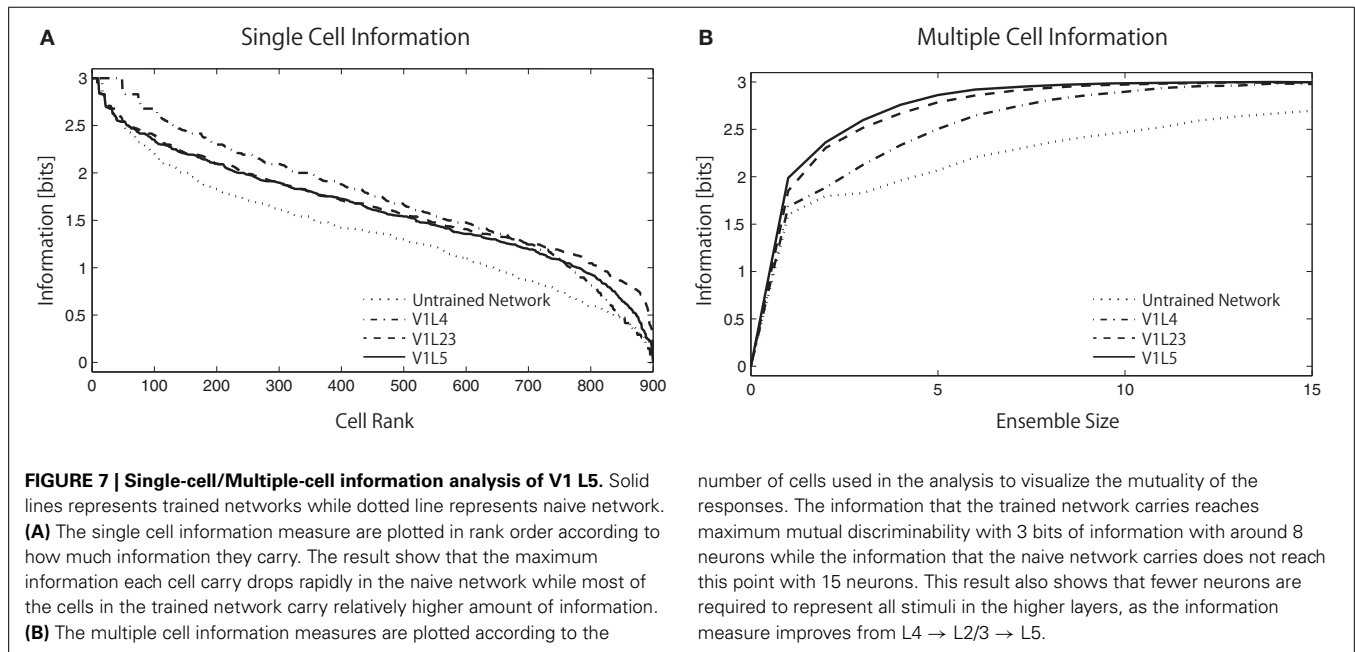 A
Single Cell Information
3
2.5
2
1.5
1
0.5
0
Information [bits]
Untrained Network
V1L4
V1L23
V1L5
0 100 200 300 400 500 600 700 800 900
Cell Rank
B
Multiple Cell Information
3
2.5
2
1.5
1
0.5
0
Information [bits]
Untrained Network
V1L4
V1L23
V1L5
0 5 10 15
Ensemble Size
FIGURE 7 | Single-cell/Multiple-cell information analysis of V1 L5. Solid
lines represents trained networks while dotted line represents naive network.
(A) The single cell information measure are plotted in rank order according to
how much information they carry. The result show that the maximum
information each cell carry drops rapidly in the naive network while most of
the cells in the trained network carry relatively higher amount of information.
(B) The multiple cell information measures are plotted according to the
number of cells used in the analysis to visualize the mutuality of the
responses. The information that the trained network carries reaches
maximum mutual discriminability with 3 bits of information with around 8
neurons while the information that the naive network carries does not reach
this point with 15 neurons. This result also shows that fewer neurons are
required to represent all stimuli in the higher layers, as the information
measure improves from L4 → L2/3 → L5.